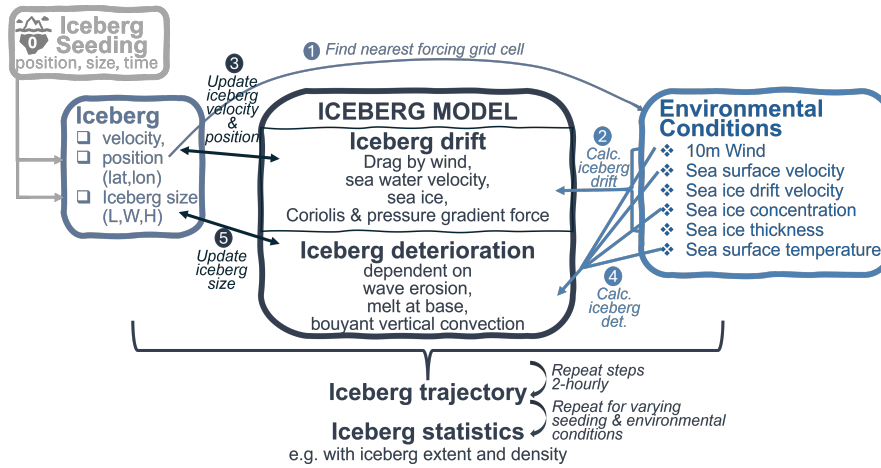 Iceberg
Seeding
0
position, size, time
1 Find nearest forcing grid cell
3
Update
iceberg
velocity
&
position
Iceberg
velocity,
position
(lat,lon)
Iceberg size
(L,W,H)
5
Update
iceberg
size
ICEBERG MODEL
Iceberg drift
Drag by wind,
sea water velocity,
sea ice,
Coriolis & pressure gradient force
Iceberg deterioration
dependent on
wave erosion,
melt at base,
bouyant vertical convection
2
Calc.
iceberg
drift
4
Calc.
iceberg
det.
Environmental
Conditions
10m Wind
Sea surface velocity
Sea ice drift velocity
Sea ice concentration
Sea ice thickness
Sea surface temperature
Iceberg trajectory
Repeat steps
2-hourly
Iceberg statistics
Repeat for varying
seeding & environmental
conditions
e.g. with iceberg extent and density